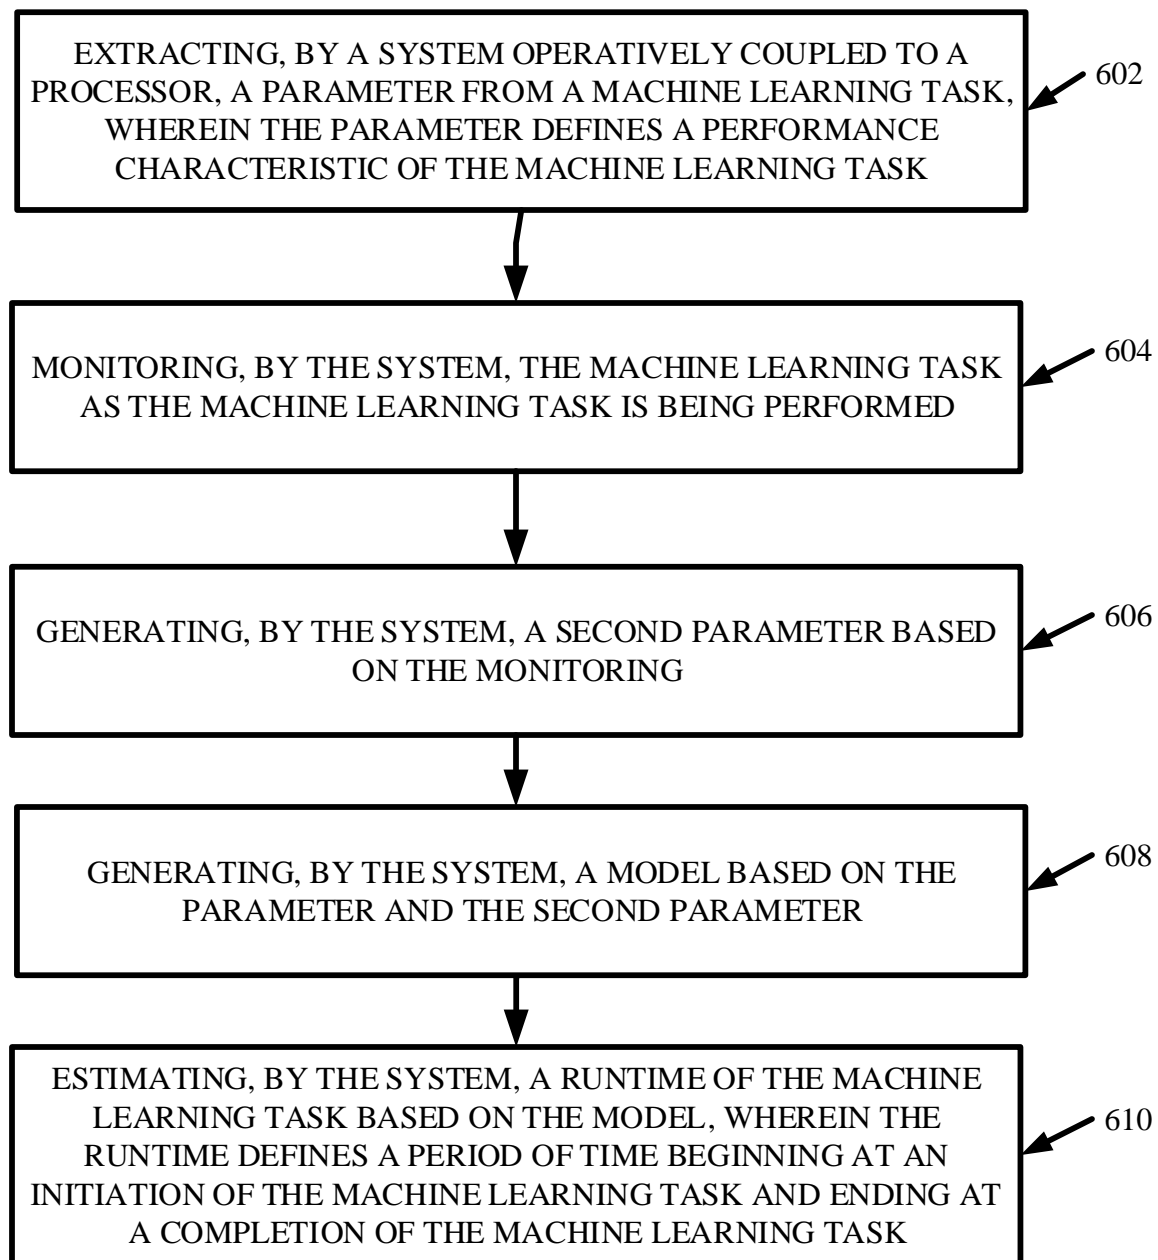 EXTRACTING, BY A SYSTEM OPERATIVELY COUPLED TO A
PROCESSOR, A PARAMETER FROM A MACHINE LEARNING TASK,
WHEREIN THE PARAMETER DEFINES A PERFORMANCE
CHARACTERISTIC OF THE MACHINE LEARNING TASK
602
MONITORING, BY THE SYSTEM, THE MACHINE LEARNING TASK
AS THE MACHINE LEARNING TASK IS BEING PERFORMED
604
GENERATING, BY THE SYSTEM, A SECOND PARAMETER BASED
ON THE MONITORING
606
GENERATING, BY THE SYSTEM, A MODEL BASED ON THE
PARAMETER AND THE SECOND PARAMETER
608
ESTIMATING, BY THE SYSTEM, A RUNTIME OF THE MACHINE
LEARNING TASK BASED ON THE MODEL, WHEREIN THE
RUNTIME DEFINES A PERIOD OF TIME BEGINNING AT AN
INITIATION OF THE MACHINE LEARNING TASK AND ENDING AT
A COMPLETION OF THE MACHINE LEARNING TASK
610